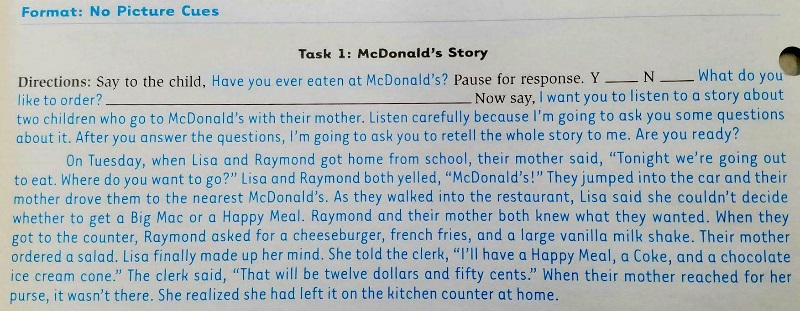 Format: No Picture Cues
Task 1: McDonald's Story
Directions: Say to the child, Have you ever eaten at McDonald's? Pause for response. Y ____ N ____ What do you
like to order? ____ Now say, I want you to listen to a story about
two children who go to McDonald's with their mother. Listen carefully because I'm going to ask you some questions
about it. After you answer the questions, I'm going to ask you to retell the whole story to me. Are you ready?
On Tuesday, when Lisa and Raymond got home from school, their mother said, "Tonight we're going out
to eat. Where do you want to go?" Lisa and Raymond both yelled, "McDonald's!" They jumped into the car and their
mother drove them to the nearest McDonald's. As they walked into the restaurant, Lisa said she couldn't decide
whether to get a Big Mac or a Happy Meal. Raymond and their mother both knew what they wanted. When they
got to the counter, Raymond asked for a cheeseburger, french fries, and a large vanilla milk shake. Their mother
ordered a salad. Lisa finally made up her mind. She told the clerk, "I'll have a Happy Meal, a Coke, and a chocolate
ice cream cone." The clerk said, "That will be twelve dollars and fifty cents." When their mother reached for her
purse, it wasn't there. She realized she had left it on the kitchen counter at home.